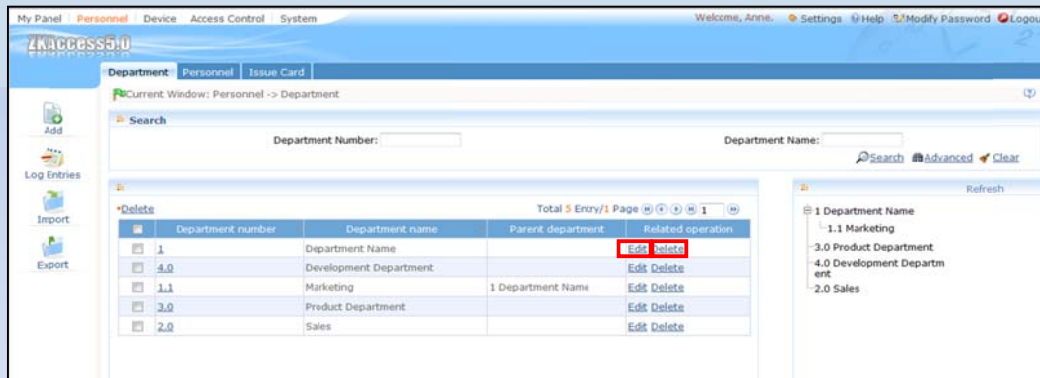 My Panel Personnel Device Access Control System Welcome, Anne. Settings Help Modify Password Logou
ZKAccess5.0
Department Personnel Issue Card
Current Window: Personnel -> Department
Add
Log Entries
Import
Export
Search
Department Number: Department Name:
Search Advanced Clear
Delete Total 5 Entry/1 Page 1
Department number Department name Parent department Related operation
1 Department Name Edit Delete
4.0 Development Department Edit Delete
1.1 Marketing 1 Department Name Edit Delete
3.0 Product Department Edit Delete
2.0 Sales Edit Delete
Refresh
1 Department Name
1.1 Marketing
3.0 Product Department
4.0 Development Departm
ent
2.0 Sales